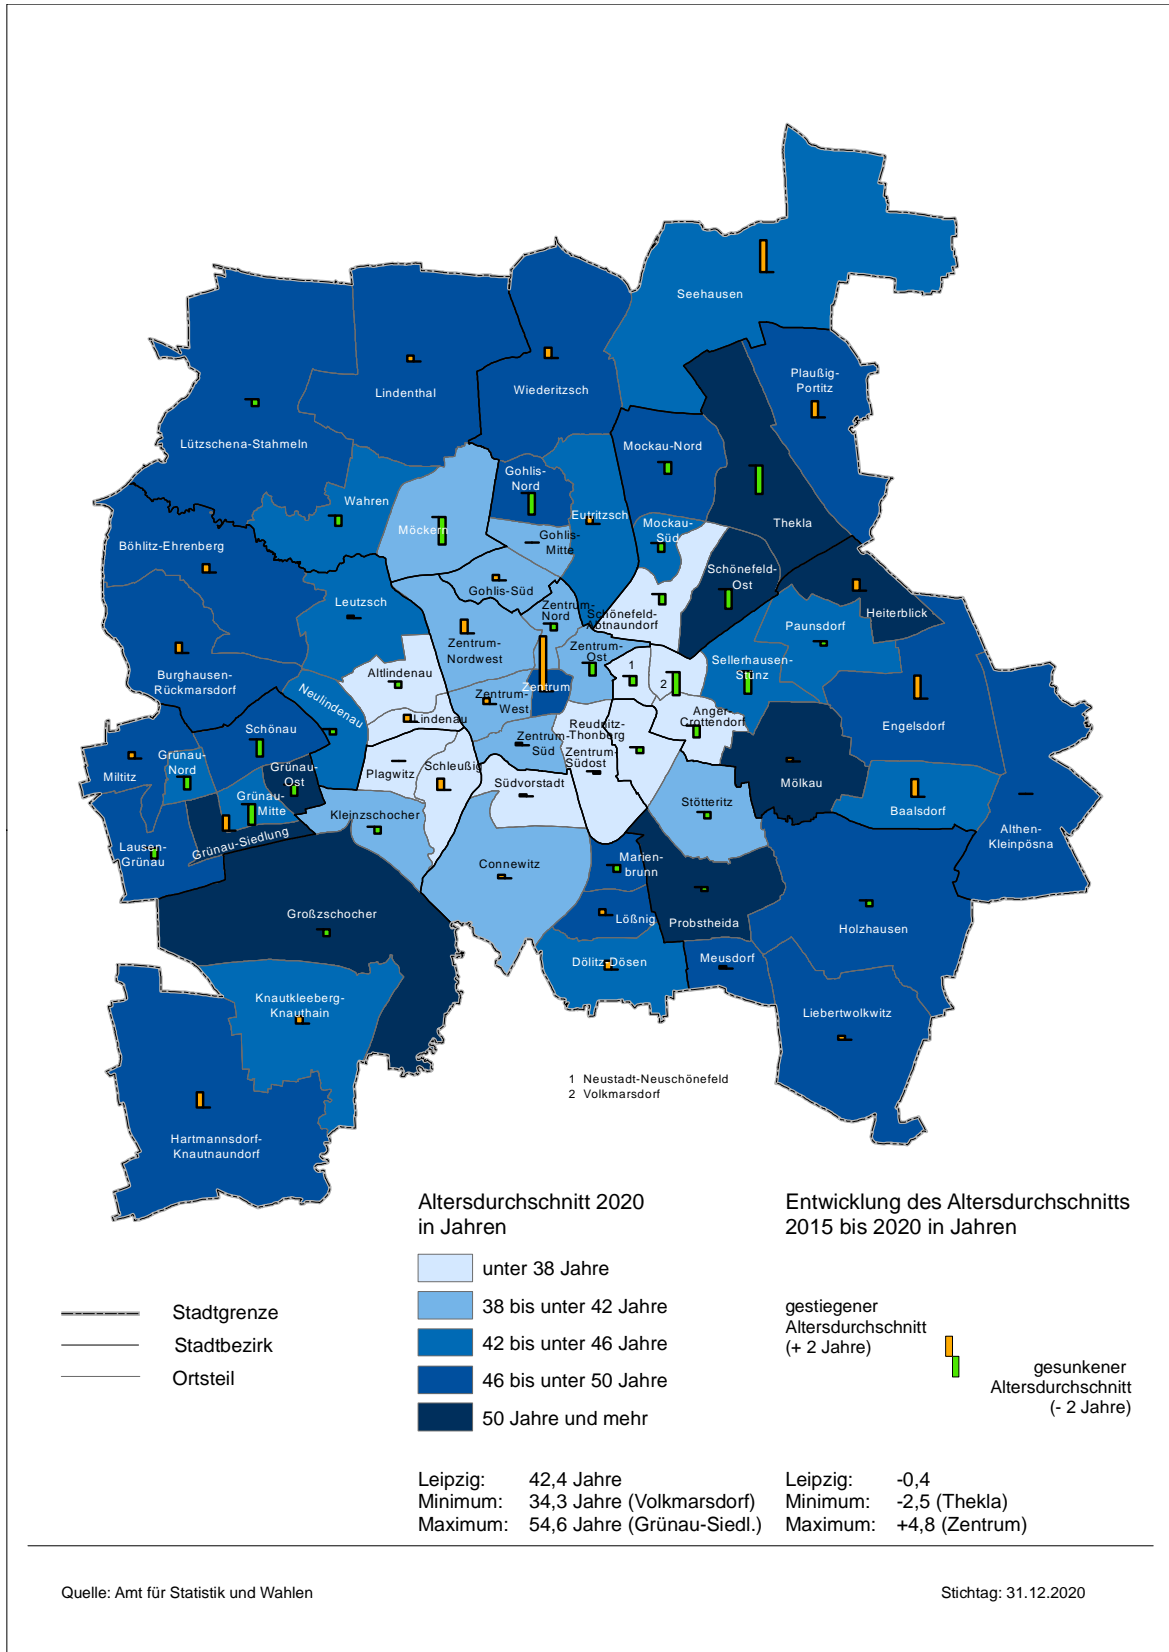 Seehausen
Plaußig-
Portitz
Lindenthal
Wiederitzsch
Lützschena-Stahmeln
Mockau-Nord
Gohlis-
Nord
Thekla
Wahren
Möckern
Eutritzsch
Mockau-
Süd
Gohlis-
Mitte
Böhlitz-Ehrenberg
Schönefeld-
Ost
Heiterblick
Gohlis-Süd
Leutzsch
Zentrum-
Nord
Schönefeld-
Abtnaundorf
Paunsdorf
Zentrum-
Nordwest
Zentrum-
Ost
Sellerhausen-
Stünz
1
2
Burghausen-
Rückmarsdorf
Altlindenau
Neulindenau
Zentrum
Zentrum-
West
Lindenau
Anger-
Crottendorf
Engelsdorf
Reudnitz-
Thonberg
Schönau
Zentrum-
Süd
Zentrum-
Südost
Miltitz
Grünau-
Nord
Grünau-
Ost
Plagwitz
Schleußig
Südvorstadt
Mölkau
Grünau-
Mitte
Kleinzschocher
Stötteritz
Baalsdorf
Althen-
Kleinpösna
Grünau-Siedlung
Lausen-
Grünau
Connewitz
Marien-
brunn
Großzschocher
Lößnig
Probstheida
Holzhausen
Dölitz-Dösen
Meusdorf
Knautkleeberg-
Knauthain
Liebertwolkwitz
1 Neustadt-Neuschönefeld
2 Volkmarsdorf
Hartmannsdorf-
Knautnaundorf
Altersdurchschnitt 2020
in Jahren
unter 38 Jahre
38 bis unter 42 Jahre
42 bis unter 46 Jahre
46 bis unter 50 Jahre
50 Jahre und mehr
Entwicklung des Altersdurchschnitts
2015 bis 2020 in Jahren
gestiegener
Altersdurchschnitt
(+ 2 Jahre)
gesunkener
Altersdurchschnitt
(- 2 Jahre)
Stadtgrenze
Stadtbezirk
Ortsteil
Leipzig: 42,4 Jahre
Minimum: 34,3 Jahre (Volkmarsdorf)
Maximum: 54,6 Jahre (Grünau-Siedl.)
Leipzig: -0,4
Minimum: -2,5 (Thekla)
Maximum: +4,8 (Zentrum)
Quelle: Amt für Statistik und Wahlen
Stichtag: 31.12.2020